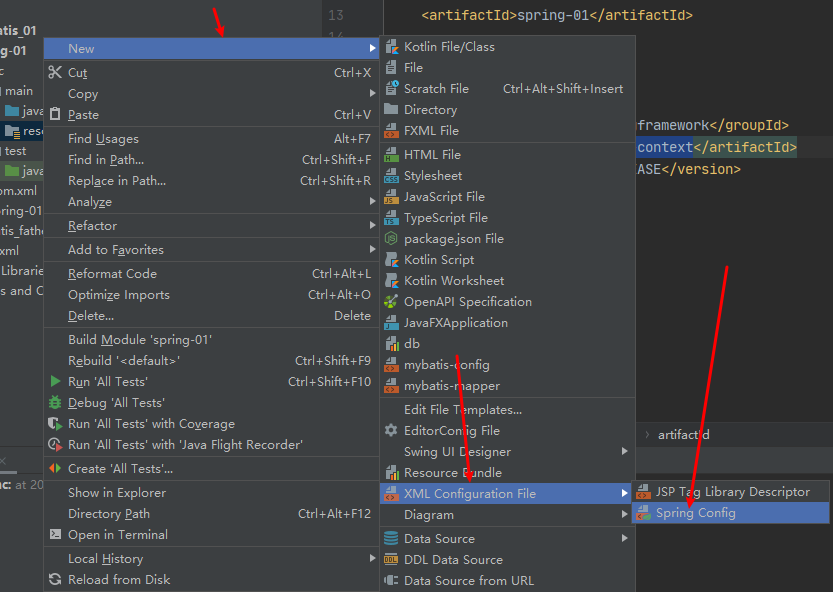 13
<artifactId>spring-01</artifactId>
14
atis_01
g-01
main
java
reso
test
java
om.xml
ring-01
tis_fathe
xml
Libraries
s and C
framework</groupId>
context</artifactId>
ASE</version>
New
Cut Ctrl+X
Copy
Paste Ctrl+V
Find Usages Alt+F7
Find in Path... Ctrl+Shift+F
Replace in Path... Ctrl+Shift+R
Analyze
Refactor
Add to Favorites
Reformat Code Ctrl+Alt+L
Optimize Imports Ctrl+Alt+O
Delete... Delete
Build Module 'spring-01'
Rebuild '<default>' Ctrl+Shift+F9
Run 'All Tests' Ctrl+Shift+F10
Debug 'All Tests'
Run 'All Tests' with Coverage
Run 'All Tests' with 'Java Flight Recorder'
Create 'All Tests'...
Show in Explorer
Directory Path Ctrl+Alt+F12
Open in Terminal
Local History
Reload from Disk
Kotlin File/Class
File
Scratch File Ctrl+Alt+Shift+Insert
Directory
FXML File
HTML File
Stylesheet
JavaScript File
TypeScript File
package.json File
Kotlin Script
Kotlin Worksheet
OpenAPI Specification
JavaFXApplication
db
mybatis-config
mybatis-mapper
Edit File Templates...
EditorConfig File
Swing UI Designer
Resource Bundle
XML Configuration File
Diagram
Data Source
DDL Data Source
Data Source from URL
artifactId
JSP Tag Library Descriptor
Spring Config
nc: at 20